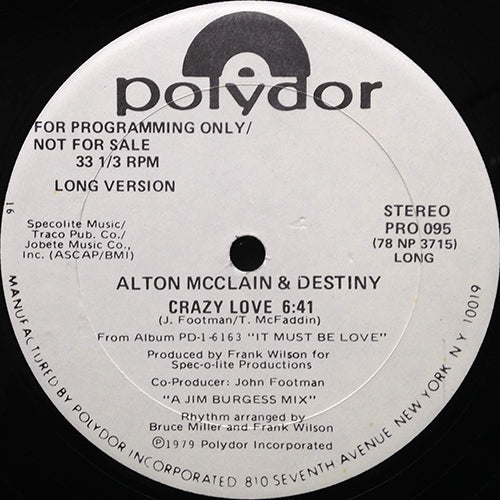 polydor
FOR PROGRAMMING ONLY/
NOT FOR SALE
33 1/3 RPM
LONG VERSION
16
Specolite Music/
Traco Pub. Co./
Jobete Music Co.,
Inc. (ASCAP/BMI)
STEREO
PRO 095
(78 NP 3715)
LONG
ALTON MCCLAIN & DESTINY
CRAZY LOVE 6:41
(J. Footman/T. McFaddin)
From Album PD-1-6163 "IT MUST BE LOVE"
Produced by Frank Wilson for
Spec-o-lite Productions
Co-Producer: John Footman
"A JIM BURGESS MIX"
Rhythm arranged by
Bruce Miller and Frank Wilson
℗1979 Polydor Incorporated
MANUFACTURED BY POLYDOR INCORPORATED 810 SEVENTH AVENUE NEW YORK N Y 10019